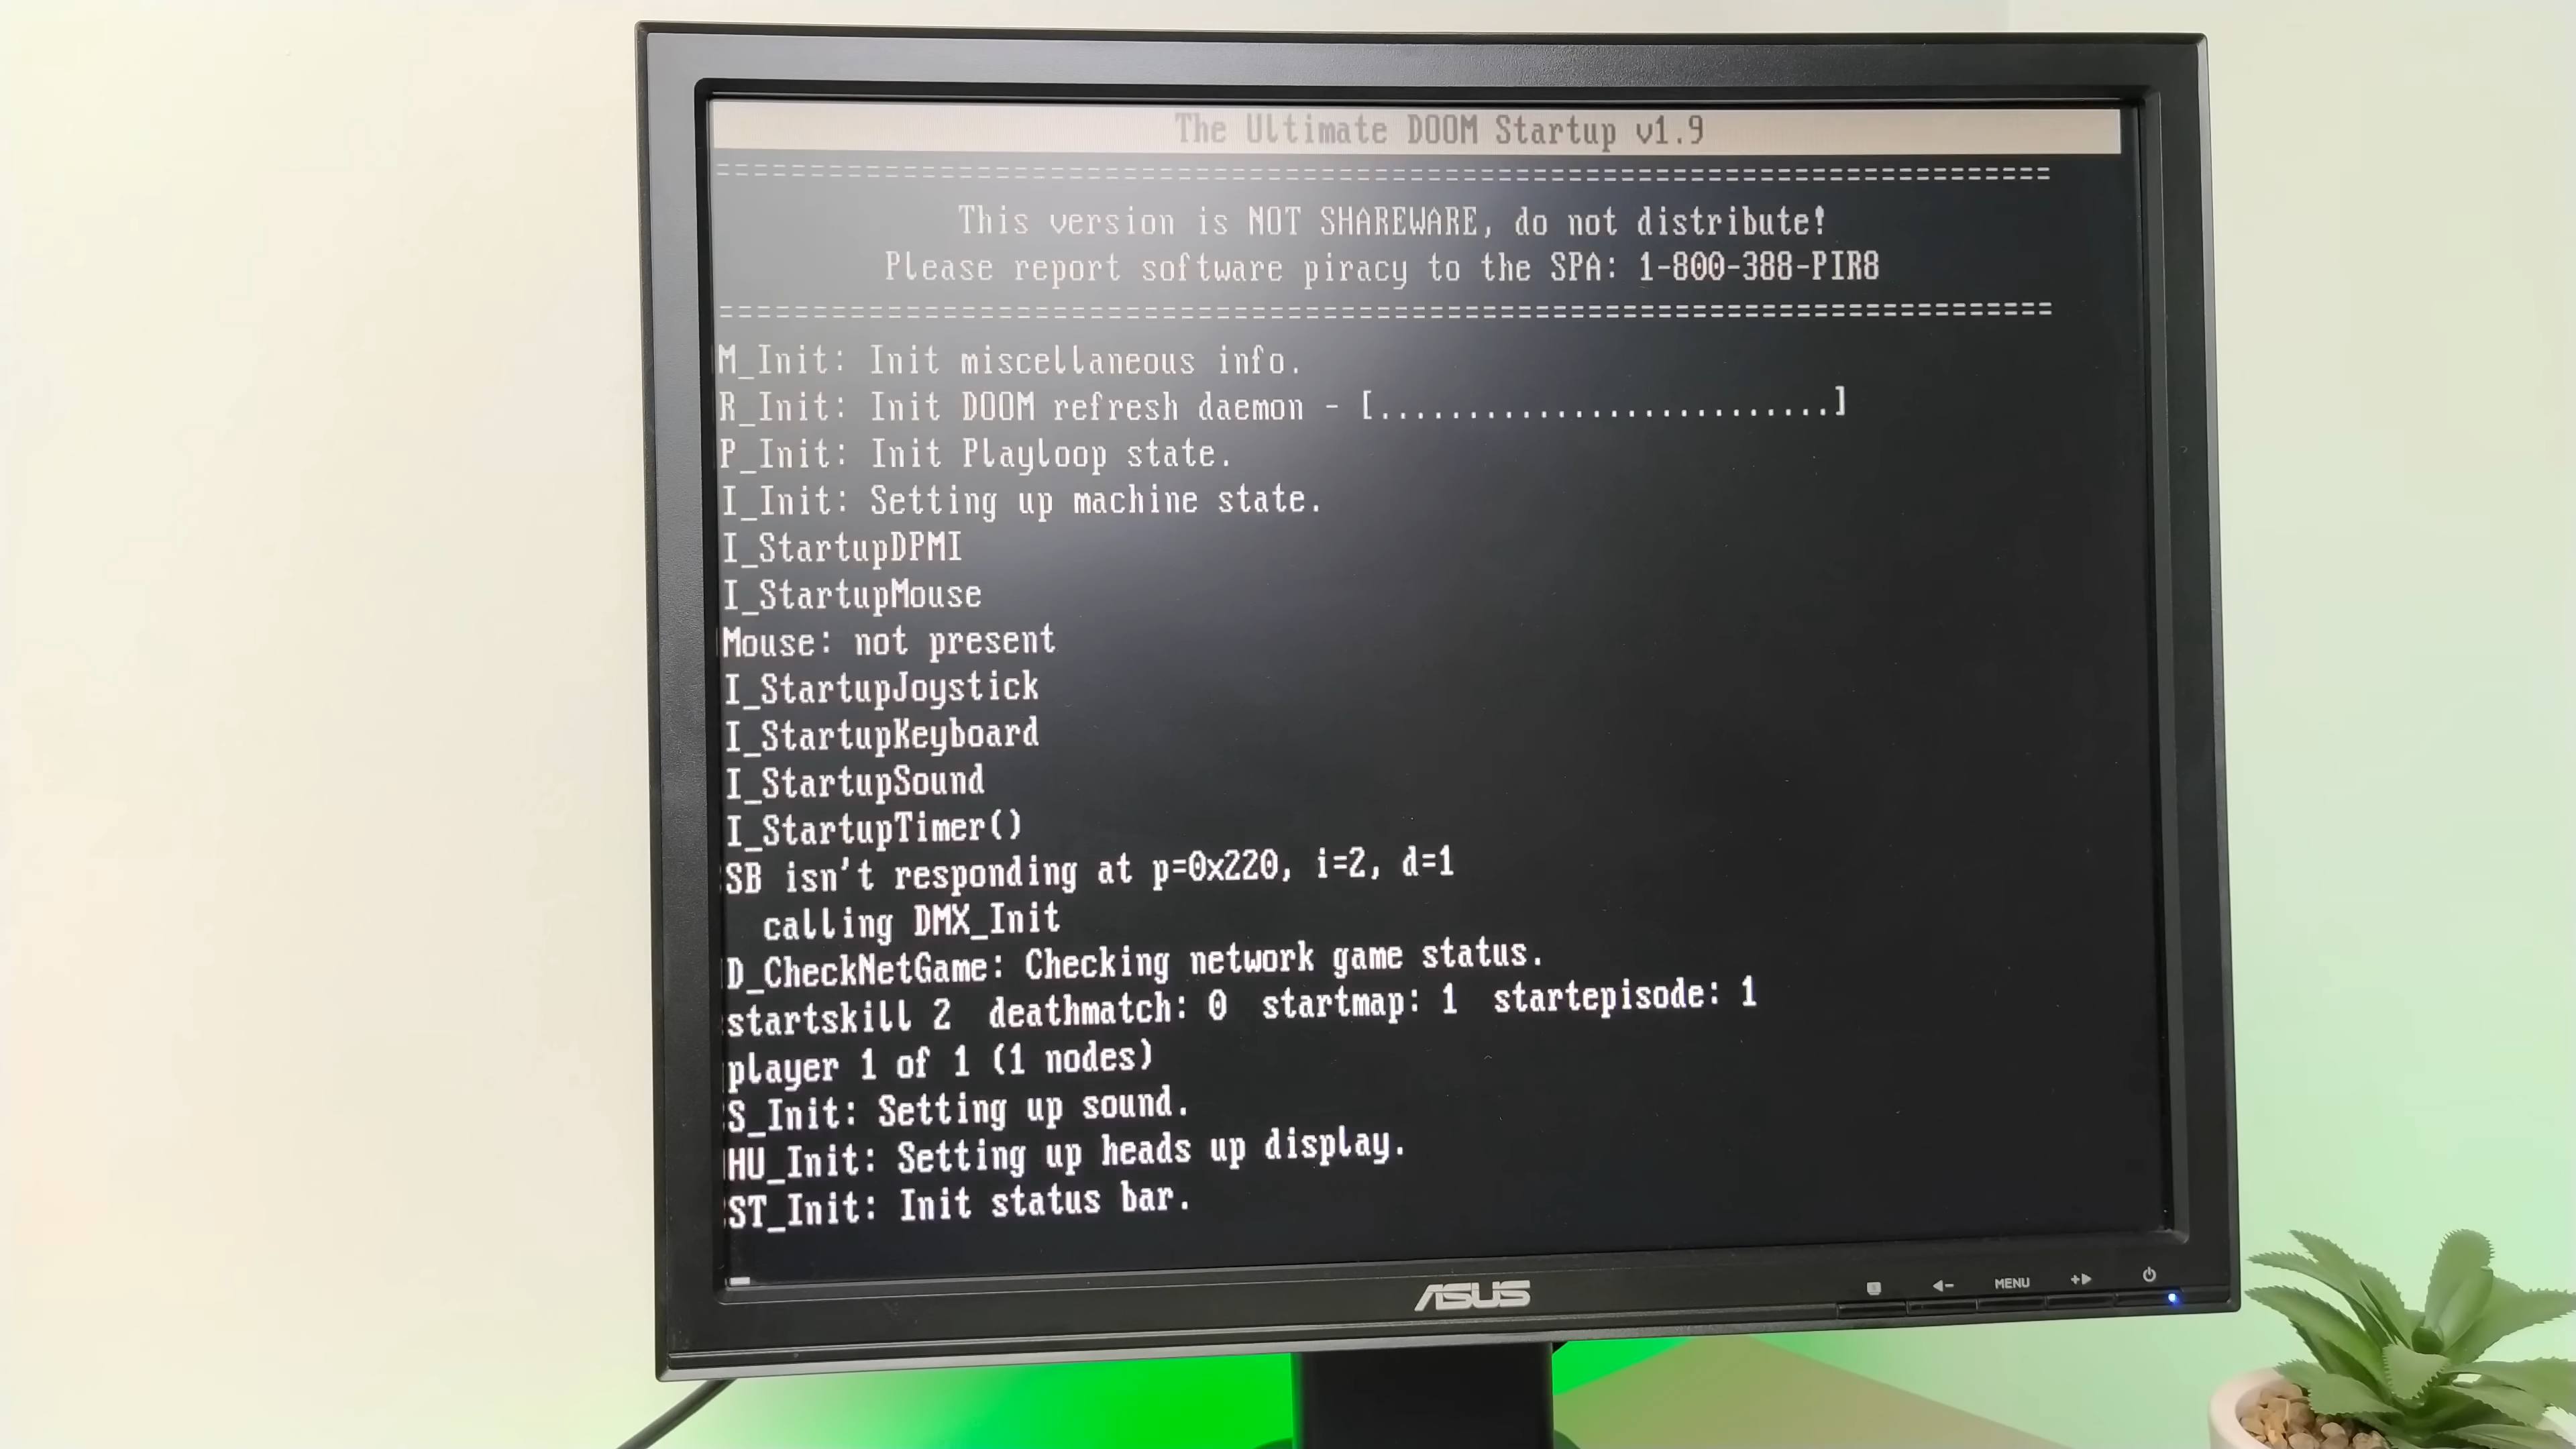 The Ultimate DOOM Startup v1.9
===========================================================================
This version is NOT SHAREWARE, do not distribute!
Please report software piracy to the SPA: 1-800-388-PIR8
===========================================================================
M_Init: Init miscellaneous info.
R_Init: Init DOOM refresh daemon - [.........................]
P_Init: Init Playloop state.
I_Init: Setting up machine state.
I_StartupDPMI
I_StartupMouse
Mouse: not present
I_StartupJoystick
I_StartupKeyboard
I_StartupSound
I_StartupTimer()
SB isn't responding at p=0x220, i=2, d=1
  calling DMX_Init
D_CheckNetGame: Checking network game status.
startskill 2  deathmatch: 0  startmap: 1  startepisode: 1
player 1 of 1 (1 nodes)
S_Init: Setting up sound.
HU_Init: Setting up heads up display.
ST_Init: Init status bar.
ASUS
MENU